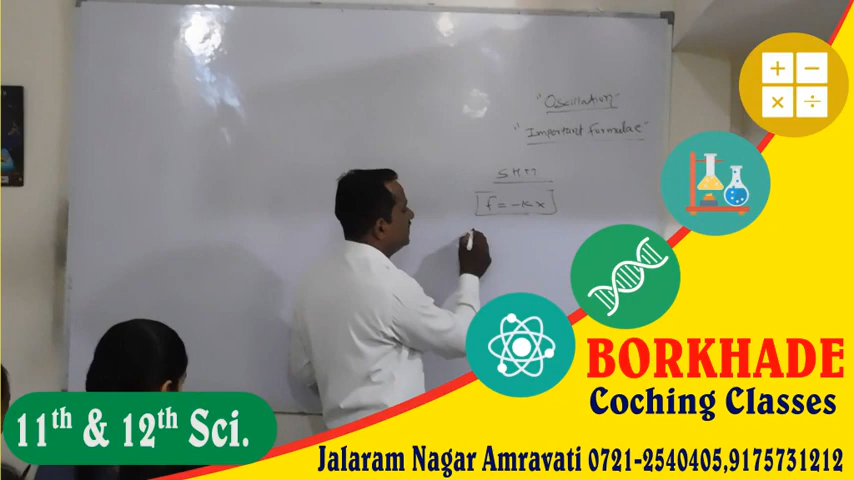 "Oscillation"
"Important Formulae"
SHM
f = -kx
+ −
× ÷
BORKHADE
Coching Classes
11th & 12th Sci.
Jalaram Nagar Amravati 0721-2540405,9175731212